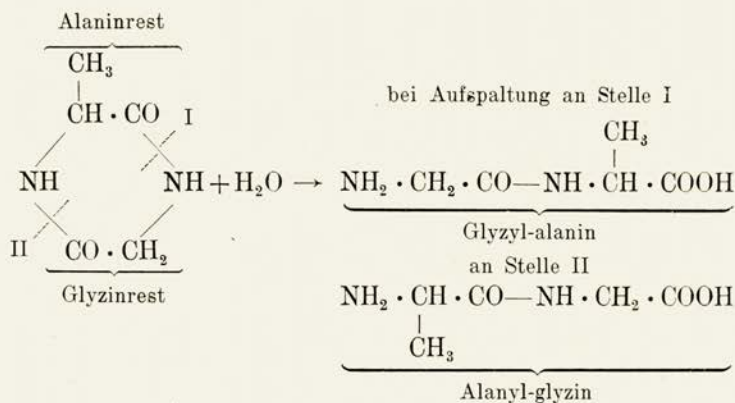 Alaninrest
CH₃
bei Aufspaltung an Stelle I
CH · CO
I
CH₃
NH
NH + H₂O → NH₂ · CH₂ · CO—NH · CH · COOH
Glyzyl-alanin
II
CO · CH₂
an Stelle II
Glyzinrest
NH₂ · CH · CO—NH · CH₂ · COOH
CH₃
Alanyl-glyzin